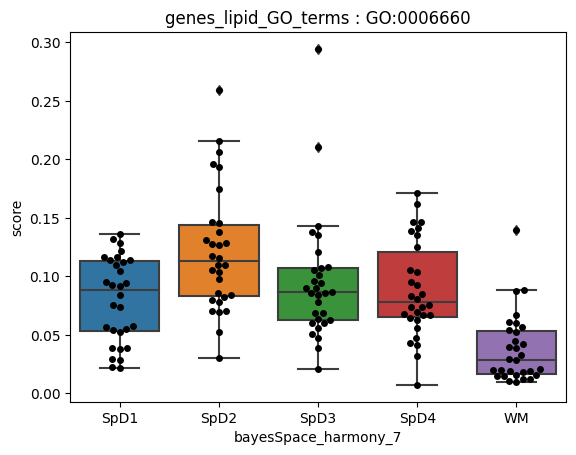 genes_lipid_GO_terms : GO:0006660
0.30
0.25
0.20
0.15
0.10
0.05
0.00
score
SpD1 SpD2 SpD3 SpD4 WM
bayesSpace_harmony_7